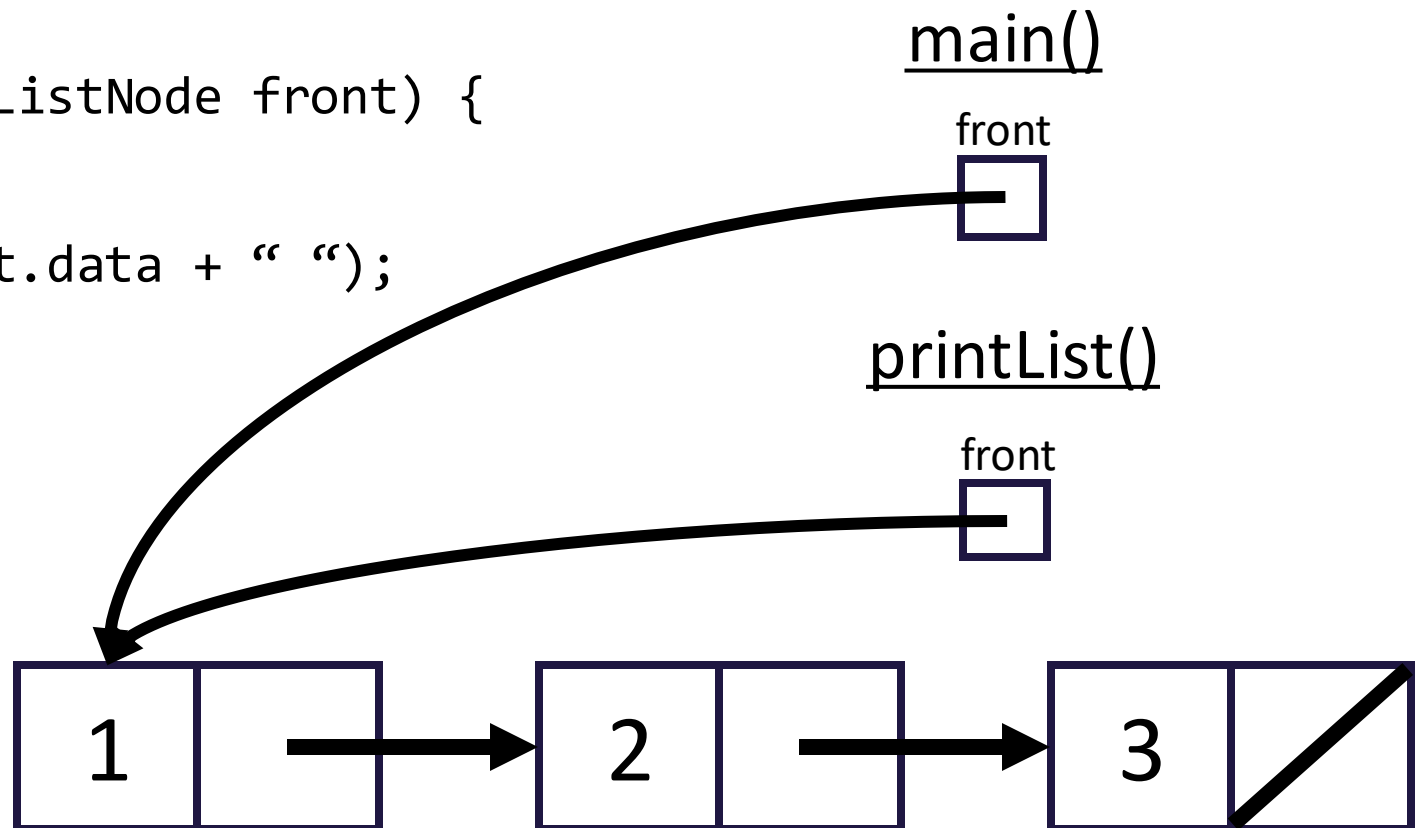 main()
ListNode front) {
front
t.data + “ “);
printList()
front
1 2 3